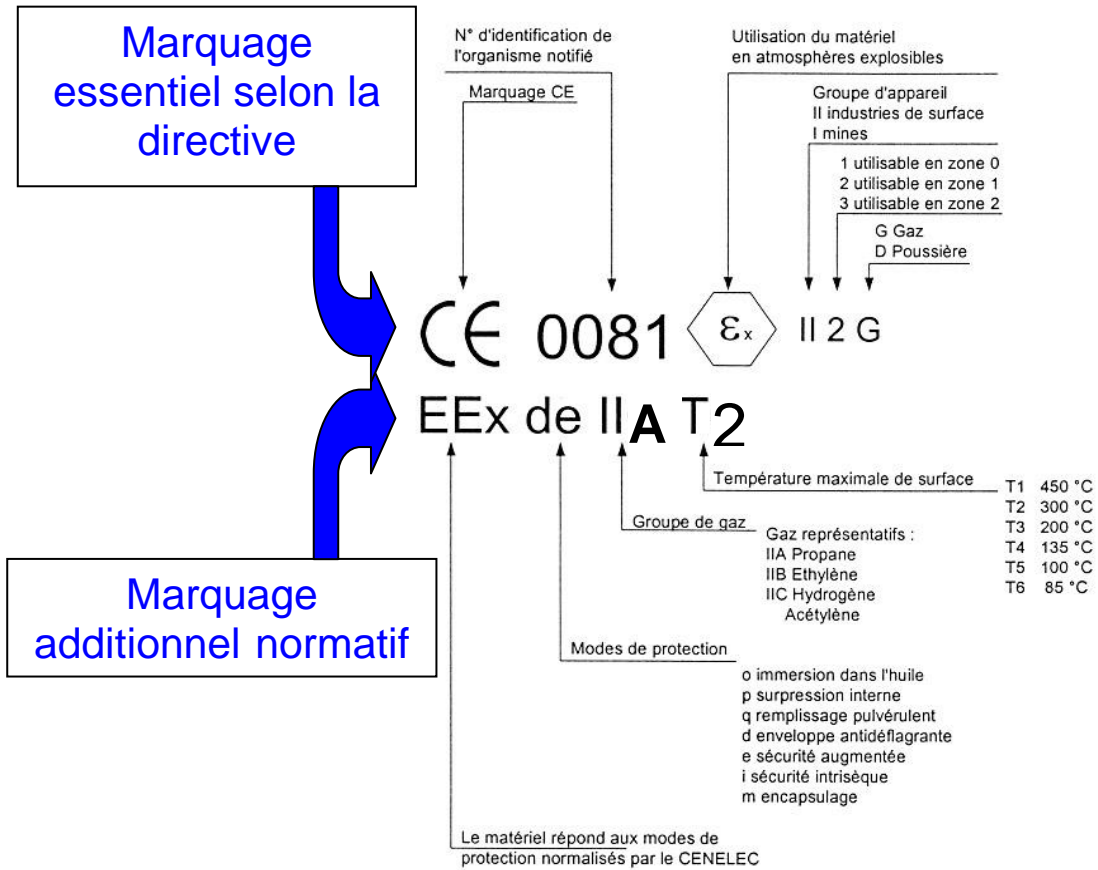 Marquage
essentiel selon la
directive
N° d'identification de
l'organisme notifié
Marquage CE
Utilisation du matériel
en atmosphères explosibles
Groupe d'appareil
II industries de surface
I mines
1 utilisable en zone 0
2 utilisable en zone 1
3 utilisable en zone 2
G Gaz
D Poussière
CE 0081 εx II 2 G
EEx de IIA T2
Température maximale de surface
T1 450 °C
T2 300 °C
T3 200 °C
T4 135 °C
T5 100 °C
T6 85 °C
Groupe de gaz
Gaz représentatifs :
IIA Propane
IIB Ethylène
IIC Hydrogène
Acétylène
Marquage
additionnel normatif
Modes de protection
o immersion dans l'huile
p surpression interne
q remplissage pulvérulent
d enveloppe antidéflagrante
e sécurité augmentée
i sécurité intrisèque
m encapsulage
Le matériel répond aux modes de
protection normalisés par le CENELEC